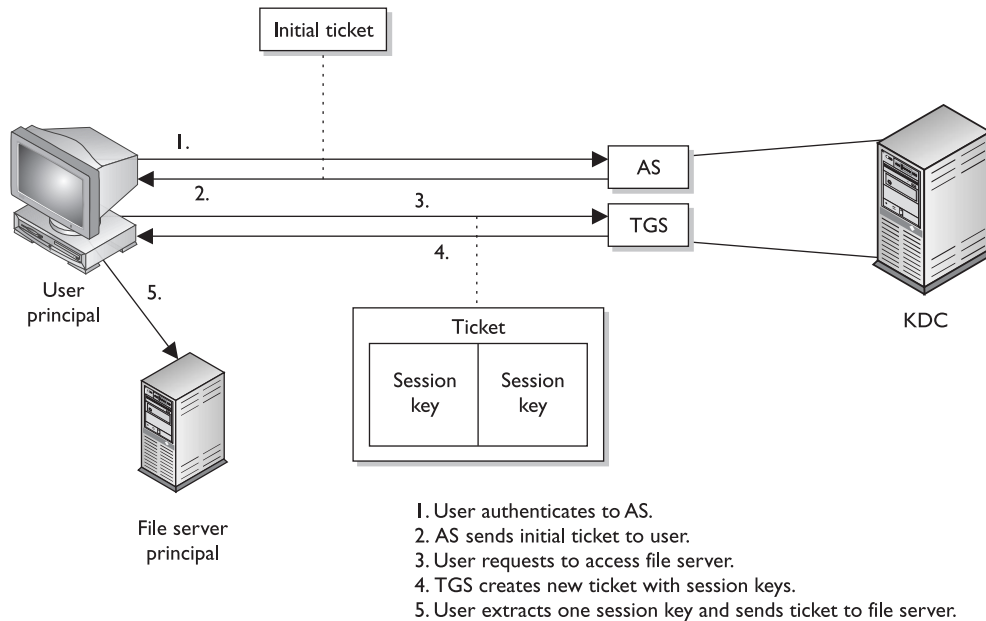 Initial ticket
1.
AS
2.
3.
TGS
4.
User
principal
5.
KDC
Ticket
Session
key
Session
key
File server
principal
1. User authenticates to AS.
2. AS sends initial ticket to user.
3. User requests to access file server.
4. TGS creates new ticket with session keys.
5. User extracts one session key and sends ticket to file server.